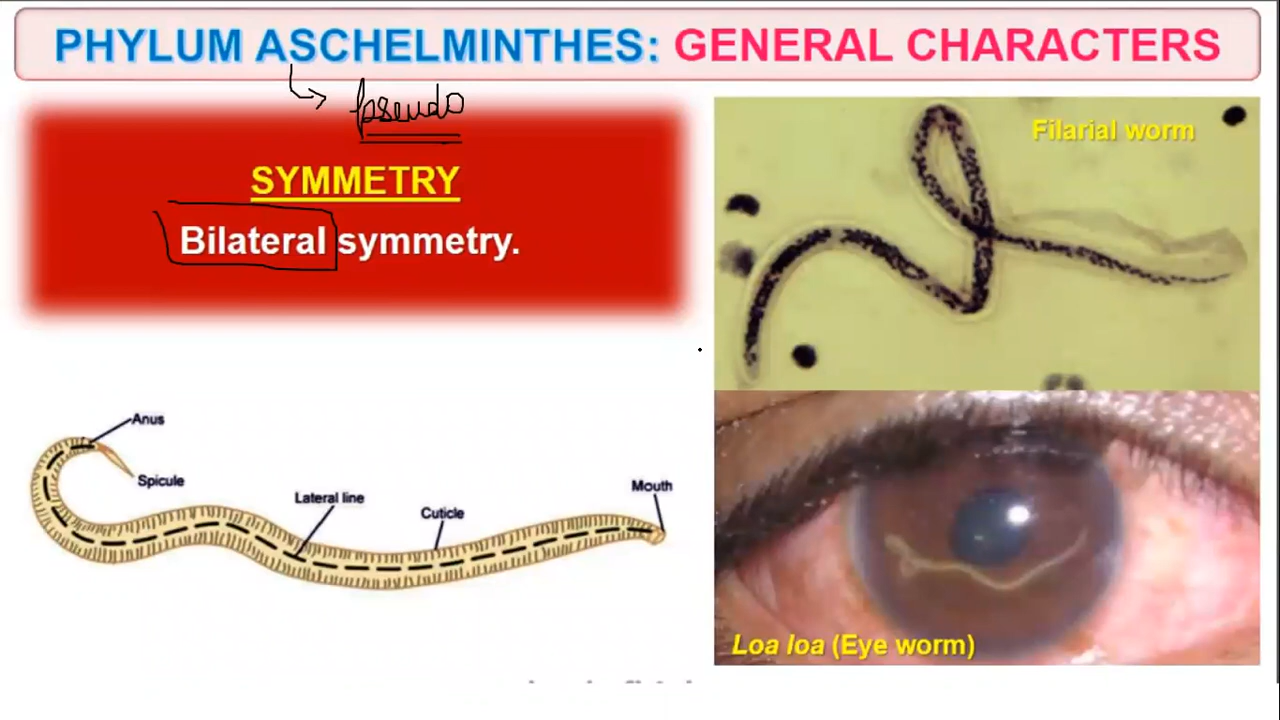 PHYLUM ASCHELMINTHES: GENERAL CHARACTERS
pseudo
SYMMETRY
Bilateral symmetry.
Filarial worm
Anus
Spicule
Lateral line
Cuticle
Mouth
Loa loa (Eye worm)